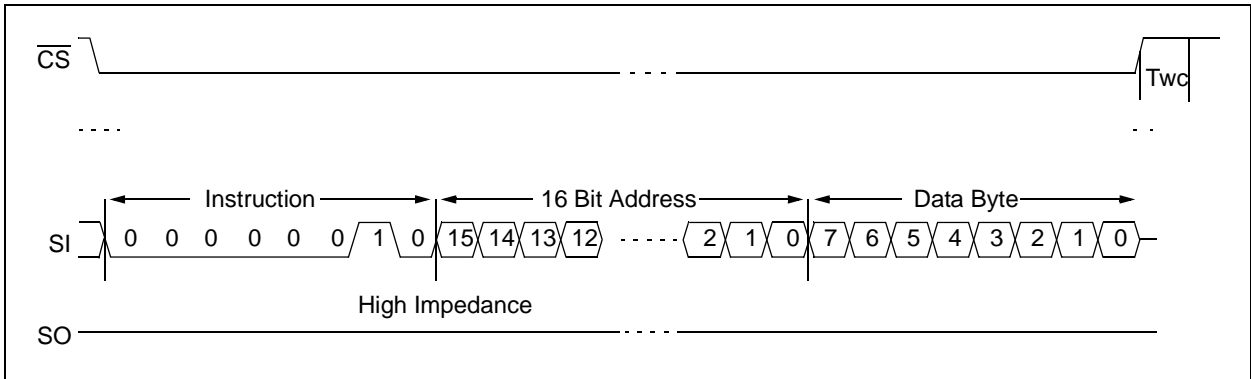 CS
Twc
Instruction 16 Bit Address Data Byte
SI 0 0 0 0 0 0 1 0 15 14 13 12 2 1 0 7 6 5 4 3 2 1 0
High Impedance
SO